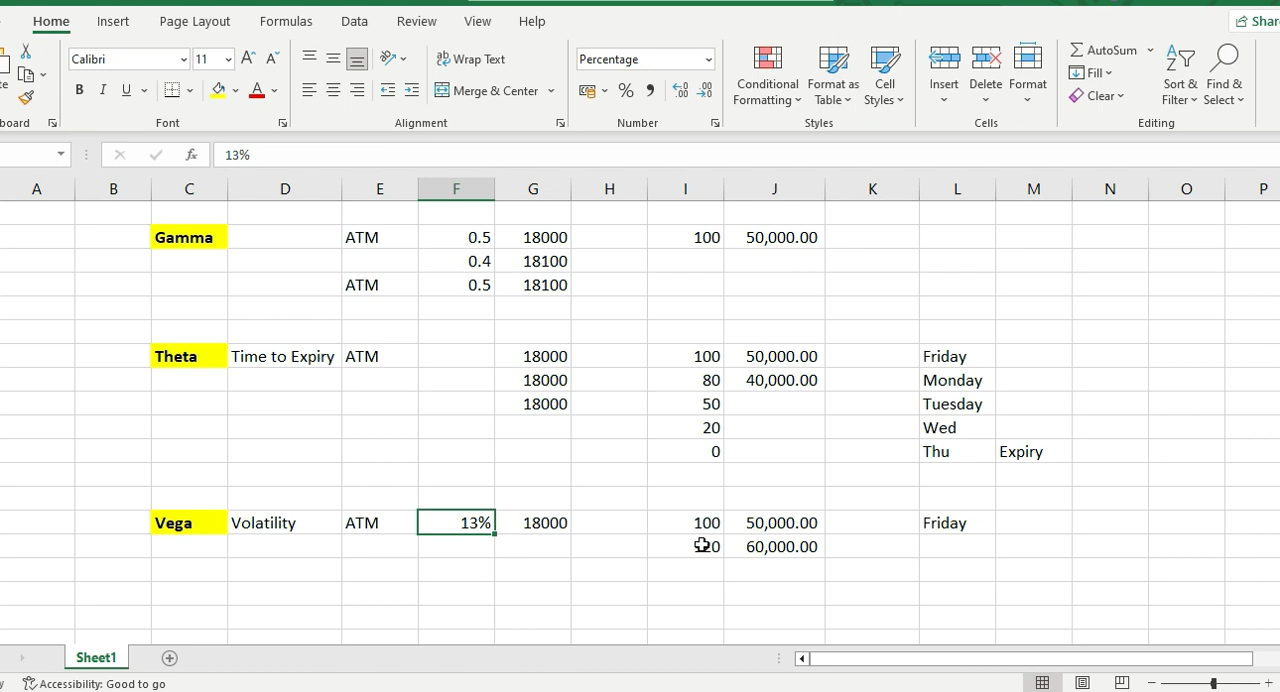 Home Insert Page Layout Formulas Data Review View Help
Calibri 11 Wrap Text Percentage AutoSum
Fill
B I U Merge & Center Conditional Format as Cell Insert Delete Format Clear Sort & Find &
Formatting Table Styles Filter Select
Font Alignment Number Styles Cells Editing
fx 13%
A B C D E F G H I J K L M N O P
Gamma ATM 0.5 18000 100 50,000.00
0.4 18100
ATM 0.5 18100
Theta Time to Expiry ATM 18000 100 50,000.00 Friday
18000 80 40,000.00 Monday
18000 50 Tuesday
20 Wed
0 Thu Expiry
Vega Volatility ATM 13% 18000 100 50,000.00 Friday
60,000.00
Sheet1
Accessibility: Good to go